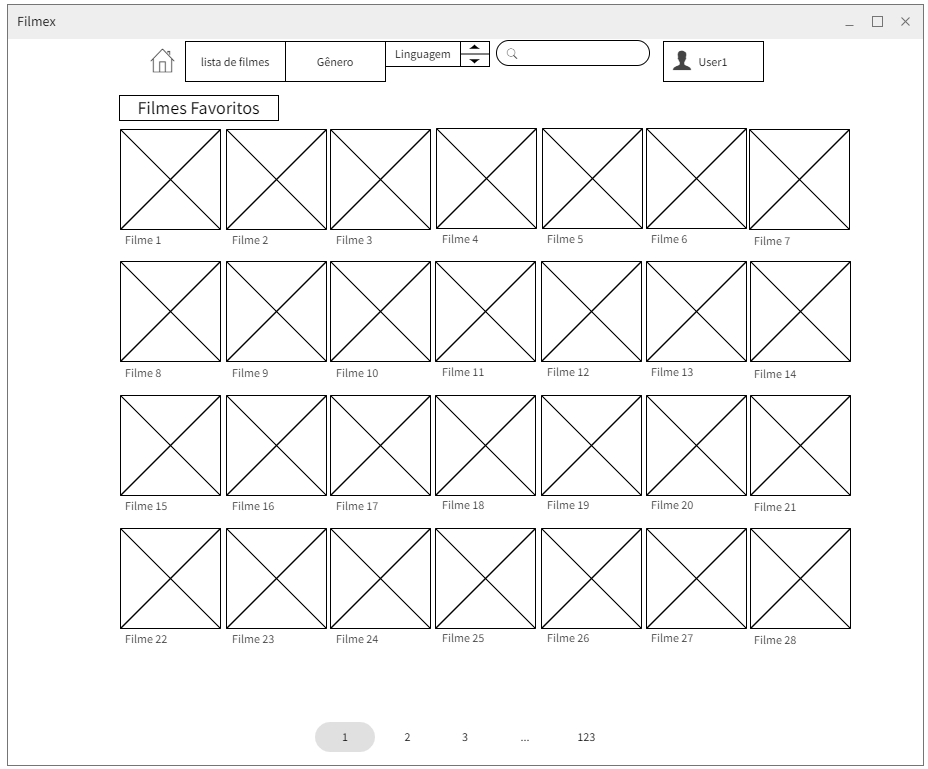 Filmex
lista de filmes
Gênero
Linguagem
User1
Filmes Favoritos
Filme 1
Filme 2
Filme 3
Filme 4
Filme 5
Filme 6
Filme 7
Filme 8
Filme 9
Filme 10
Filme 11
Filme 12
Filme 13
Filme 14
Filme 15
Filme 16
Filme 17
Filme 18
Filme 19
Filme 20
Filme 21
Filme 22
Filme 23
Filme 24
Filme 25
Filme 26
Filme 27
Filme 28
1
2
3
...
123